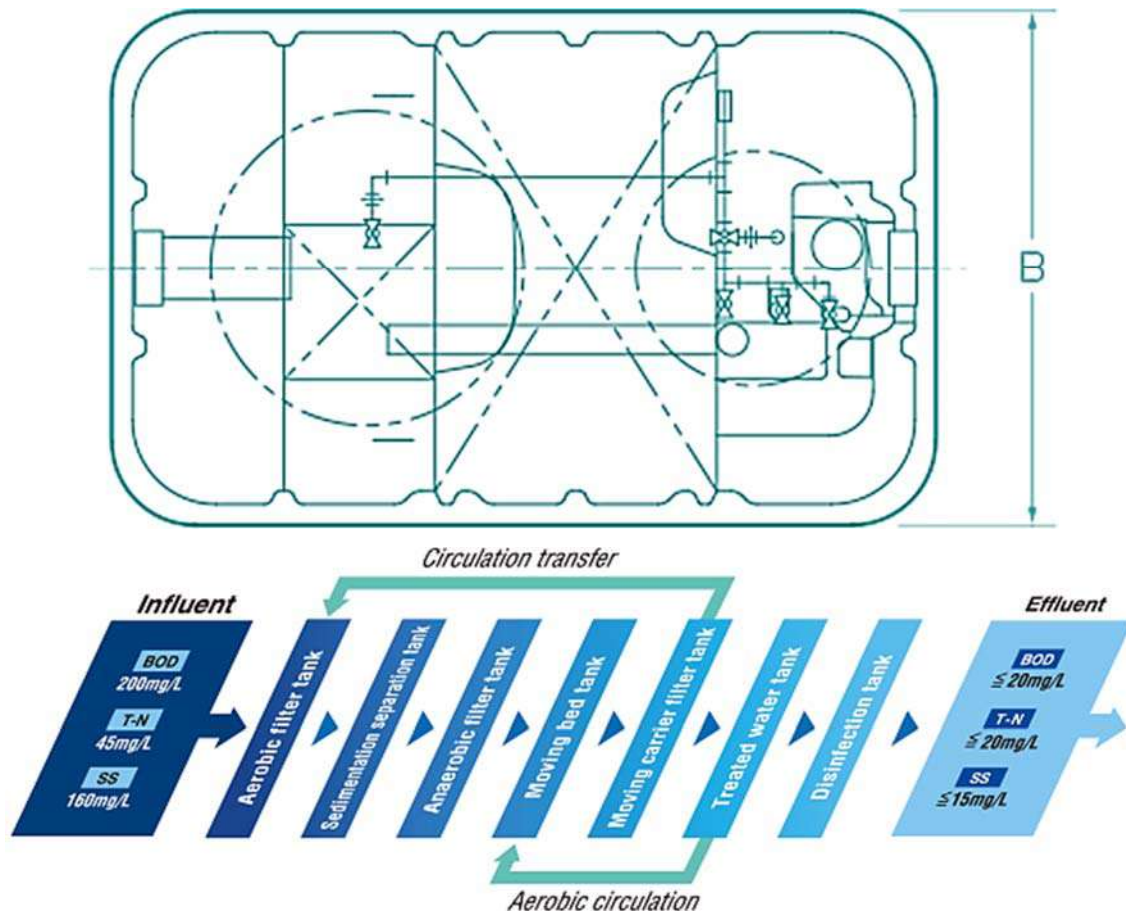 B
Circulation transfer
Influent
Effluent
BOD
200mg/L
T-N
45mg/L
SS
160mg/L
Aerobic filter tank
Sedimentation separation tank
Anaerobic filter tank
Moving bed tank
Moving carrier filter tank
Treated water tank
Disinfection tank
BOD
≦20mg/L
T-N
≦20mg/L
SS
≦15mg/L
Aerobic circulation